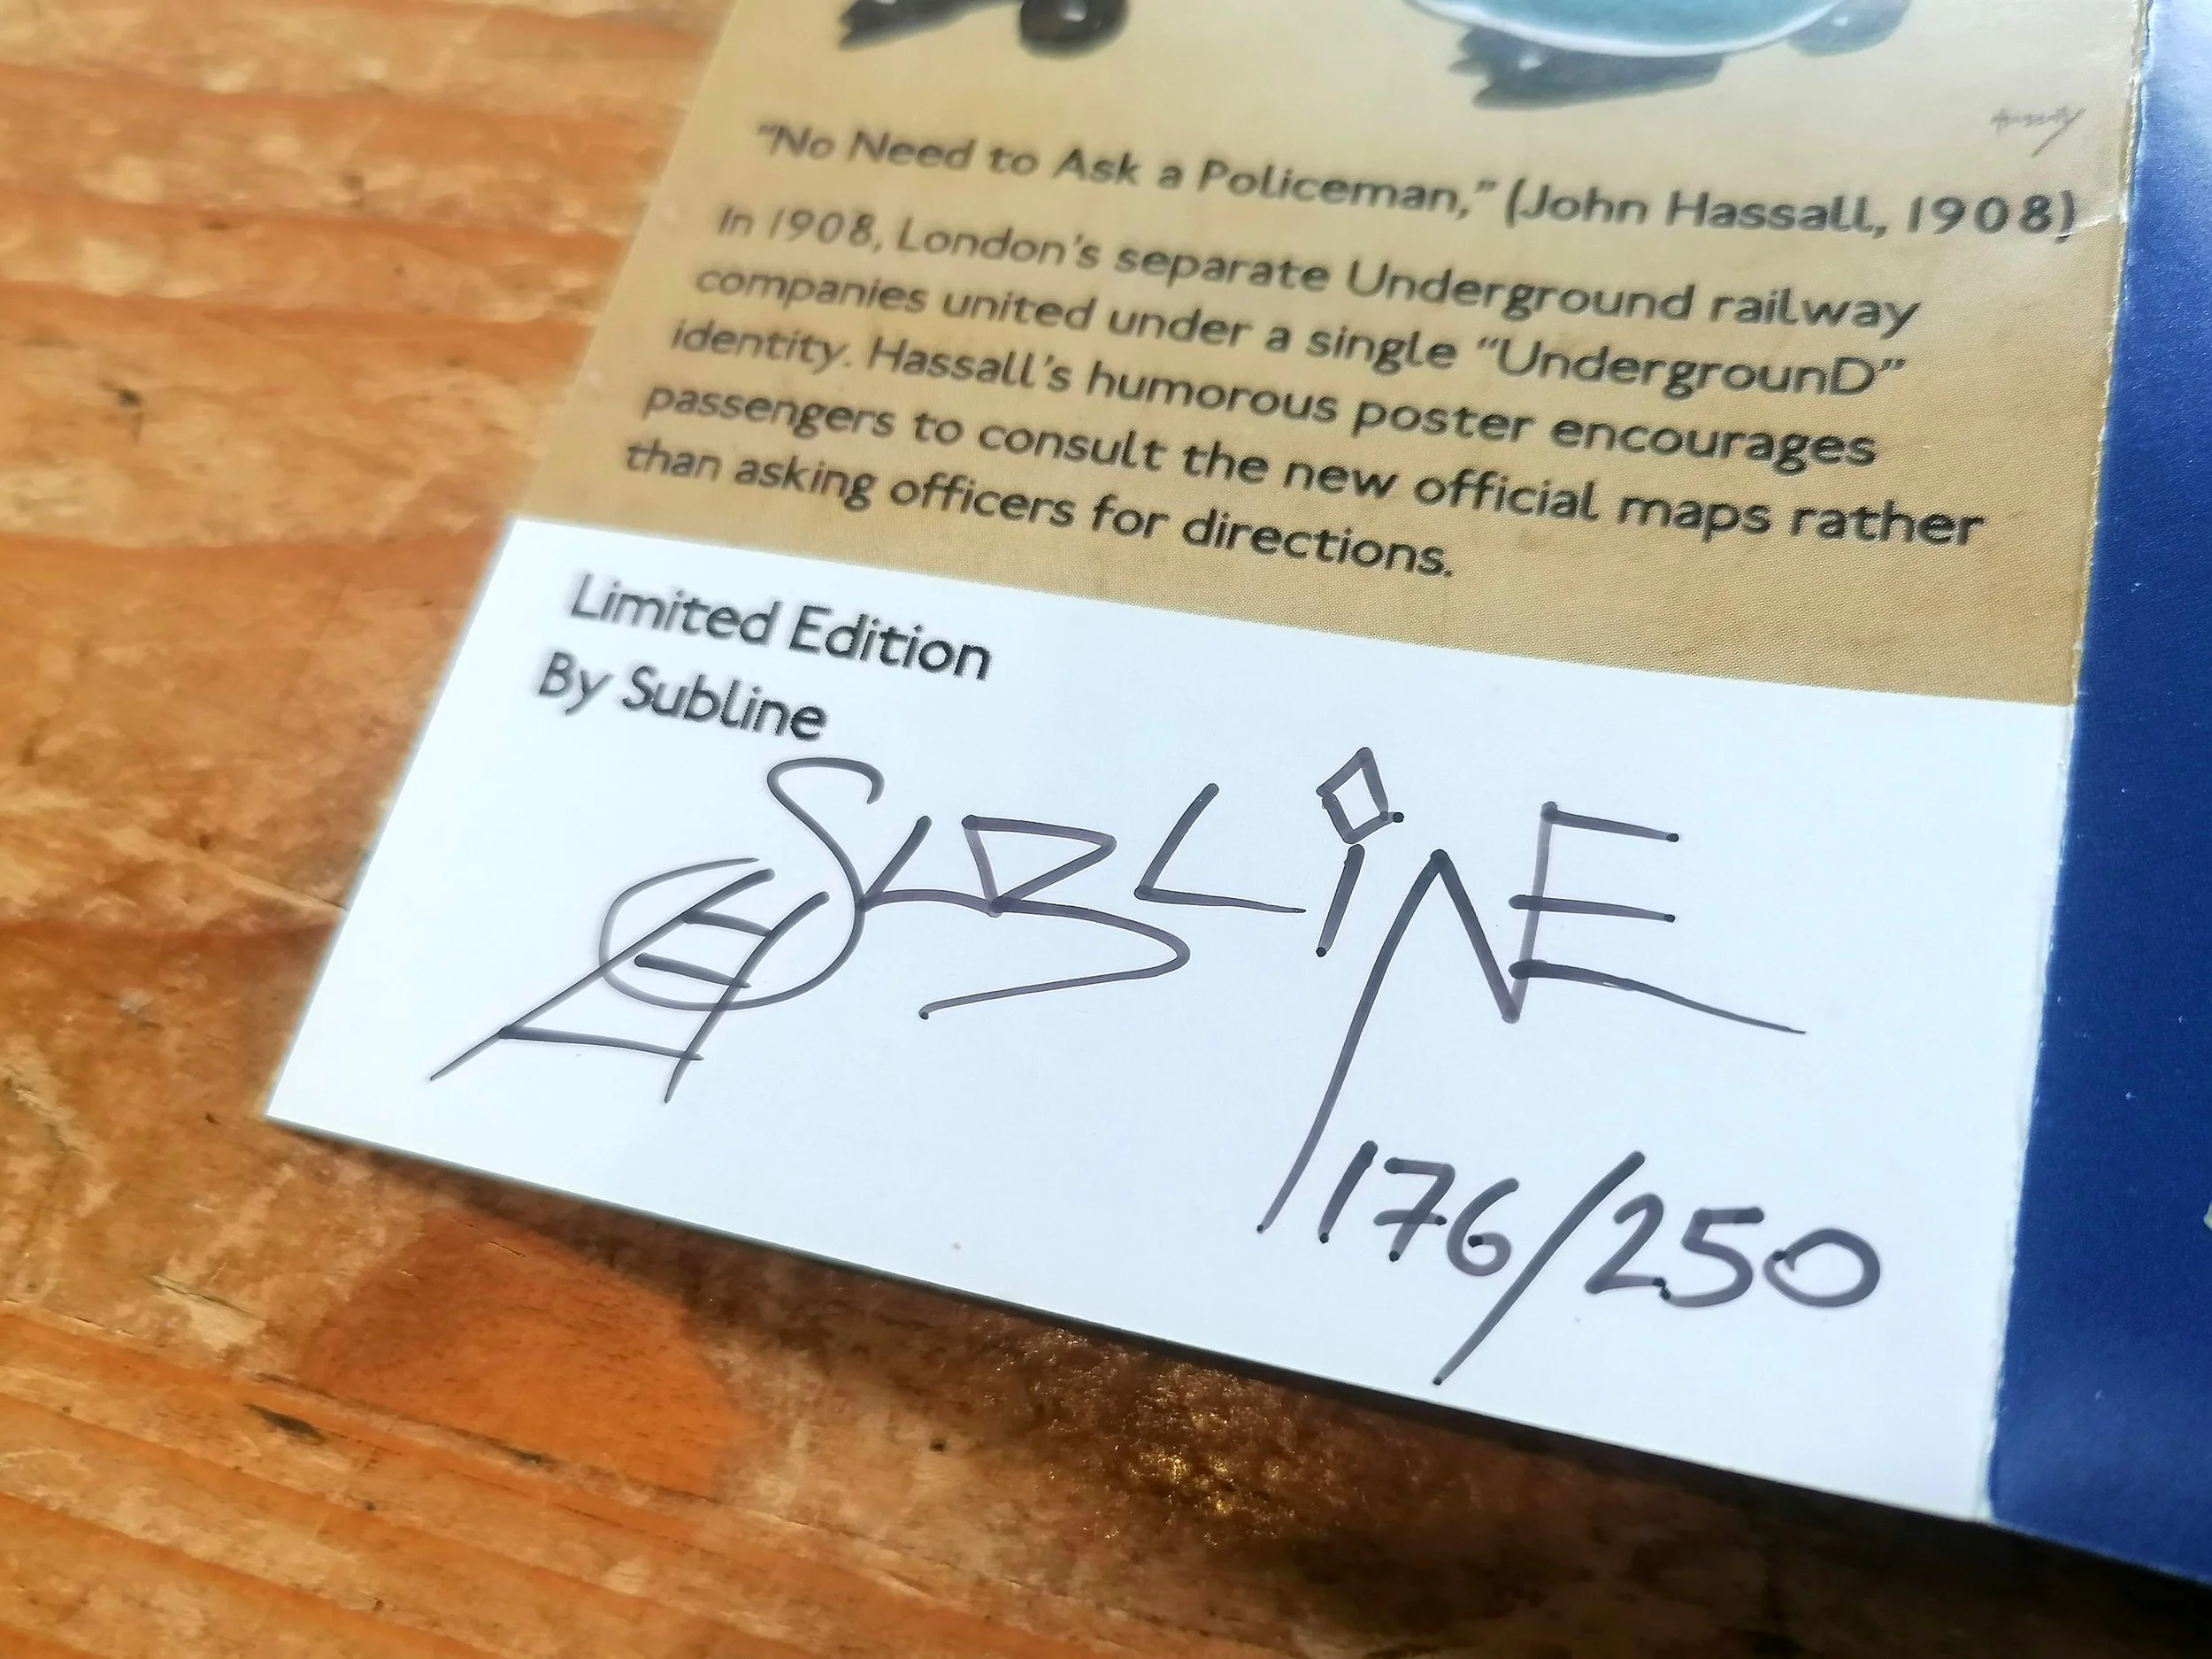 "No Need to Ask a Policeman," (John Hassall, 1908)
In 1908, London's separate Underground railway
companies united under a single "UndergrounD"
identity. Hassall's humorous poster encourages
passengers to consult the new official maps rather
than asking officers for directions.
Limited Edition
By Subline
SUBLiNE
176/250